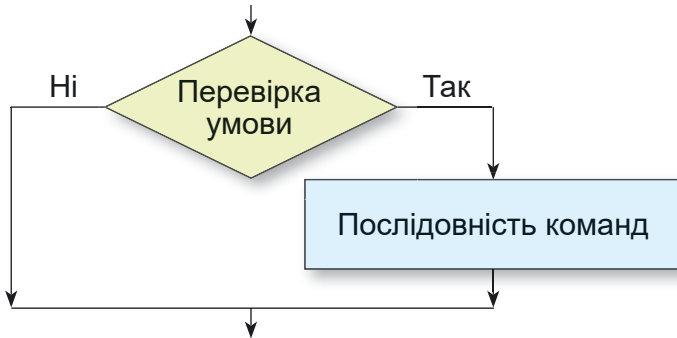 Ні
Так
Перевірка
умови
Послідовність команд